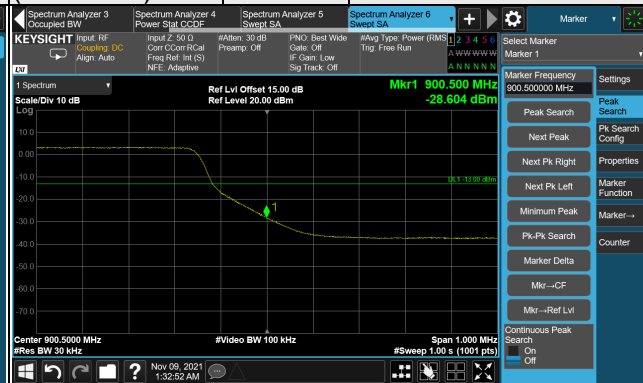 Spectrum Analyzer 3
Occupied BW
Spectrum Analyzer 4
Power Stat CCDF
Spectrum Analyzer 5
Swept SA
Spectrum Analyzer 6
Swept SA
Marker
KEYSIGHT
Input: RF
Coupling: DC
Align: Auto
Input Z: 50 Ω
Corr CCorr RCal
Freq Ref: Int (S)
NFE: Adaptive
#Atten: 30 dB
Preamp: Off
PNO: Best Wide
Gate: Off
IF Gain: Low
Sig Track: Off
#Avg Type: Power (RMS
Trig: Free Run
1 2 3 4 5 6
A W W W W W
A N N N N N
LXI
Select Marker
Marker 1
1 Spectrum
Scale/Div 10 dB
Log
Ref Lvl Offset 15.00 dB
Ref Level 20.00 dBm
Mkr1 900.500 MHz
-28.604 dBm
10.0
0.00
-10.0
-20.0
-30.0
-40.0
-50.0
-60.0
-70.0
DL1 -13.00 dBm
1
Center 900.5000 MHz
#Res BW 30 kHz
#Video BW 100 kHz
Span 1.000 MHz
#Sweep 1.00 s (1001 pts)
Marker Frequency
900.500000 MHz
Peak Search
Next Peak
Next Pk Right
Next Pk Left
Minimum Peak
Pk-Pk Search
Marker Delta
Mkr→CF
Mkr→Ref Lvl
Continuous Peak
Search
On
Off
Settings
Peak
Search
Pk Search
Config
Properties
Marker
Function
Marker→
Counter
?
Nov 09, 2021
1:32:52 AM